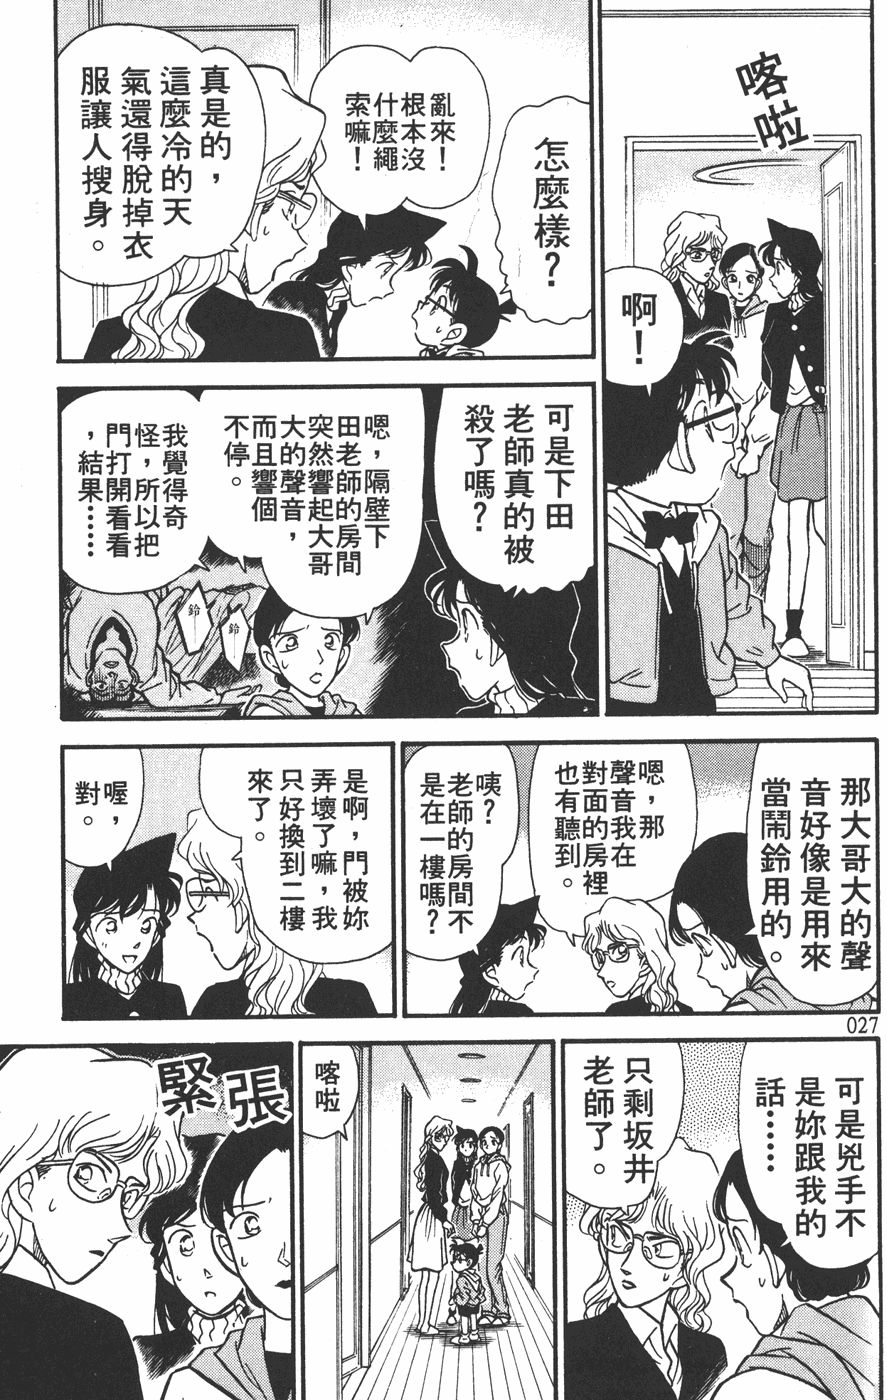 喀啦
啊！
怎麼樣？
亂來！
根本沒
什麼繩
索嘛！
真是的，
這麼冷的天
氣還得脫掉衣
服讓人搜身。
可是下田
老師真的被
殺了嗎？
嗯，隔壁下
田老師的房間
突然響起大哥
大的聲音，
而且響個
不停。
我覺得奇
怪，所以把
門打開看看
，結果……
鈴
鈴
那大哥大的聲
音好像是用來
當鬧鈴用的。
嗯，那
聲音我在
對面的房裡
也有聽到。
咦？
老師的房間不
是在一樓嗎？
是啊，門被妳
弄壞了嘛，我
只好換到二樓
來了。
喔，
對。
027
可是兇手不
是妳跟我的
話……
只剩坂井
老師了。
喀啦
緊張